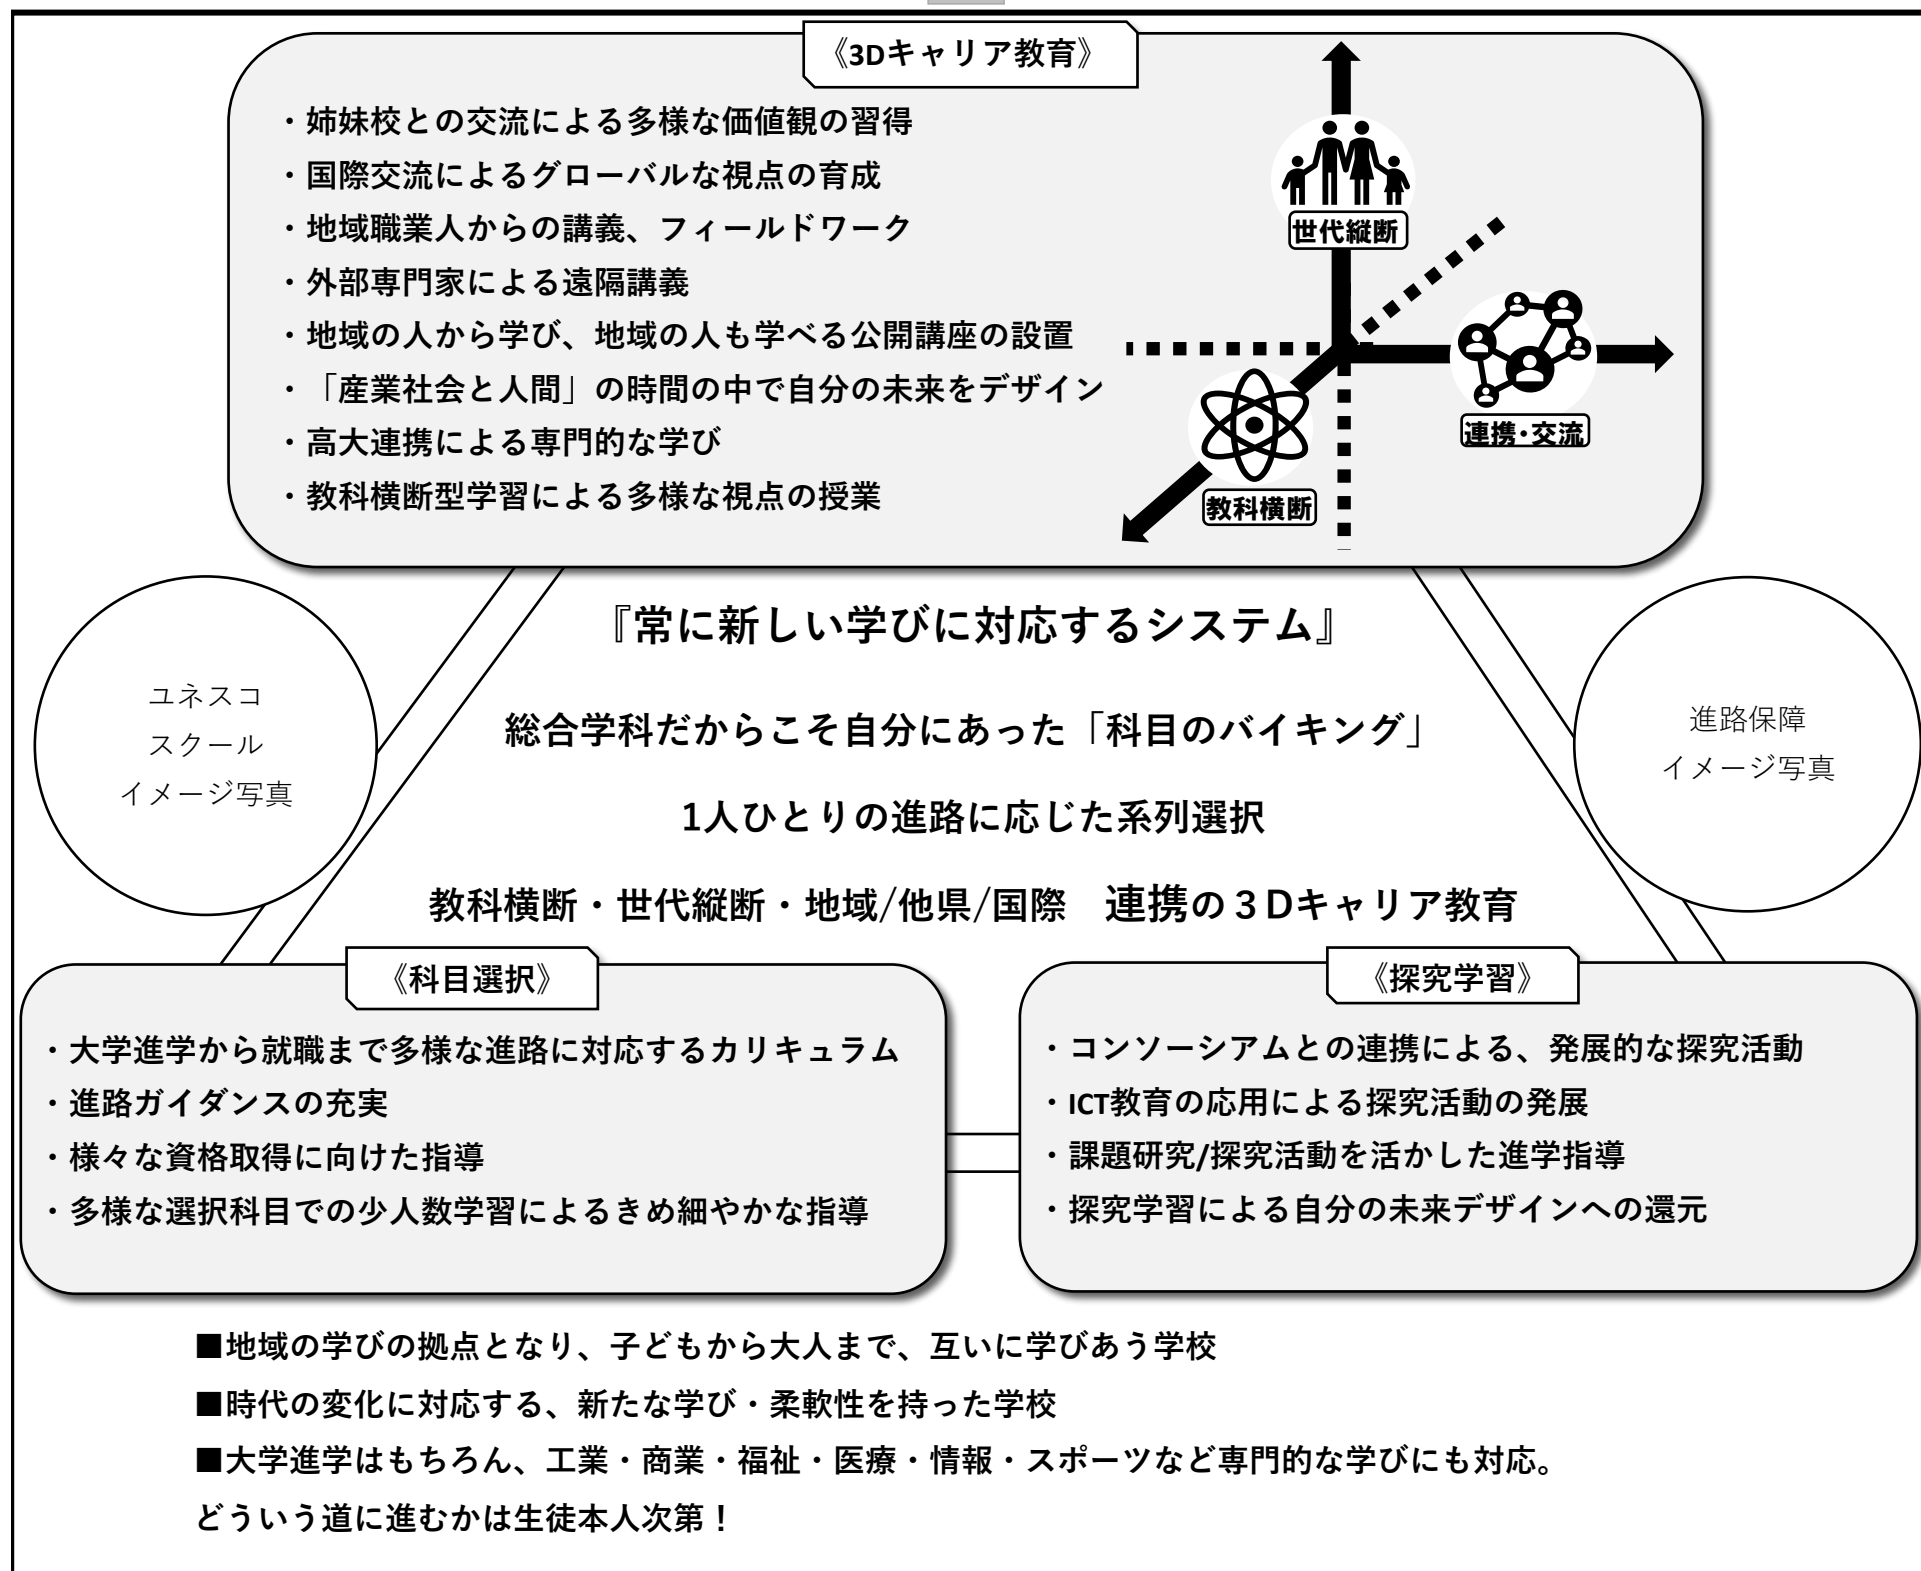 《3Dキャリア教育》
・姉妹校との交流による多様な価値観の習得
・国際交流によるグローバルな視点の育成
・地域職業人からの講義、フィールドワーク
・外部専門家による遠隔講義
・地域の人から学び、地域の人も学べる公開講座の設置
・「産業社会と人間」の時間の中で自分の未来をデザイン
・高大連携による専門的な学び
・教科横断型学習による多様な視点の授業
世代縦断
連携・交流
教科横断
『常に新しい学びに対応するシステム』
総合学科だからこそ自分にあった「科目のバイキング」
1人ひとりの進路に応じた系列選択
教科横断・世代縦断・地域/他県/国際　連携の３Dキャリア教育
ユネスコ
スクール
イメージ写真
進路保障
イメージ写真
《科目選択》
・大学進学から就職まで多様な進路に対応するカリキュラム
・進路ガイダンスの充実
・様々な資格取得に向けた指導
・多様な選択科目での少人数学習によるきめ細やかな指導
《探究学習》
・コンソーシアムとの連携による、発展的な探究活動
・ICT教育の応用による探究活動の発展
・課題研究/探究活動を活かした進学指導
・探究学習による自分の未来デザインへの還元
■地域の学びの拠点となり、子どもから大人まで、互いに学びあう学校
■時代の変化に対応する、新たな学び・柔軟性を持った学校
■大学進学はもちろん、工業・商業・福祉・医療・情報・スポーツなど専門的な学びにも対応。
どういう道に進むかは生徒本人次第！